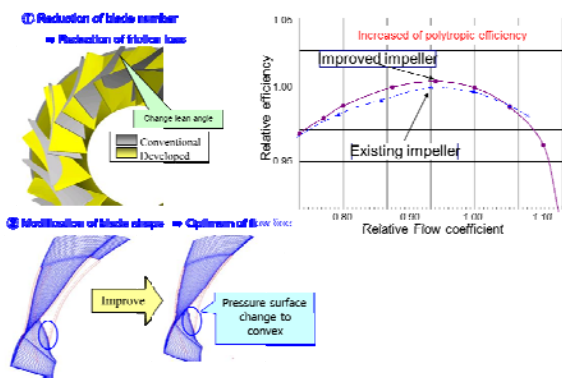 ① Reduction of blade number
⇒ Reduction of friction loss
Change lean angle
Conventional
Developed
② Modification of blade shape ⇒ Optimum of flow
Improve
Pressure surface
change to
convex
1.05
Increased of polytropic efficiency
Improved impeller
1.00
Relative efficiency
Existing impeller
0.95
0.80 0.90 1.00 1.10
Relative Flow coefficient